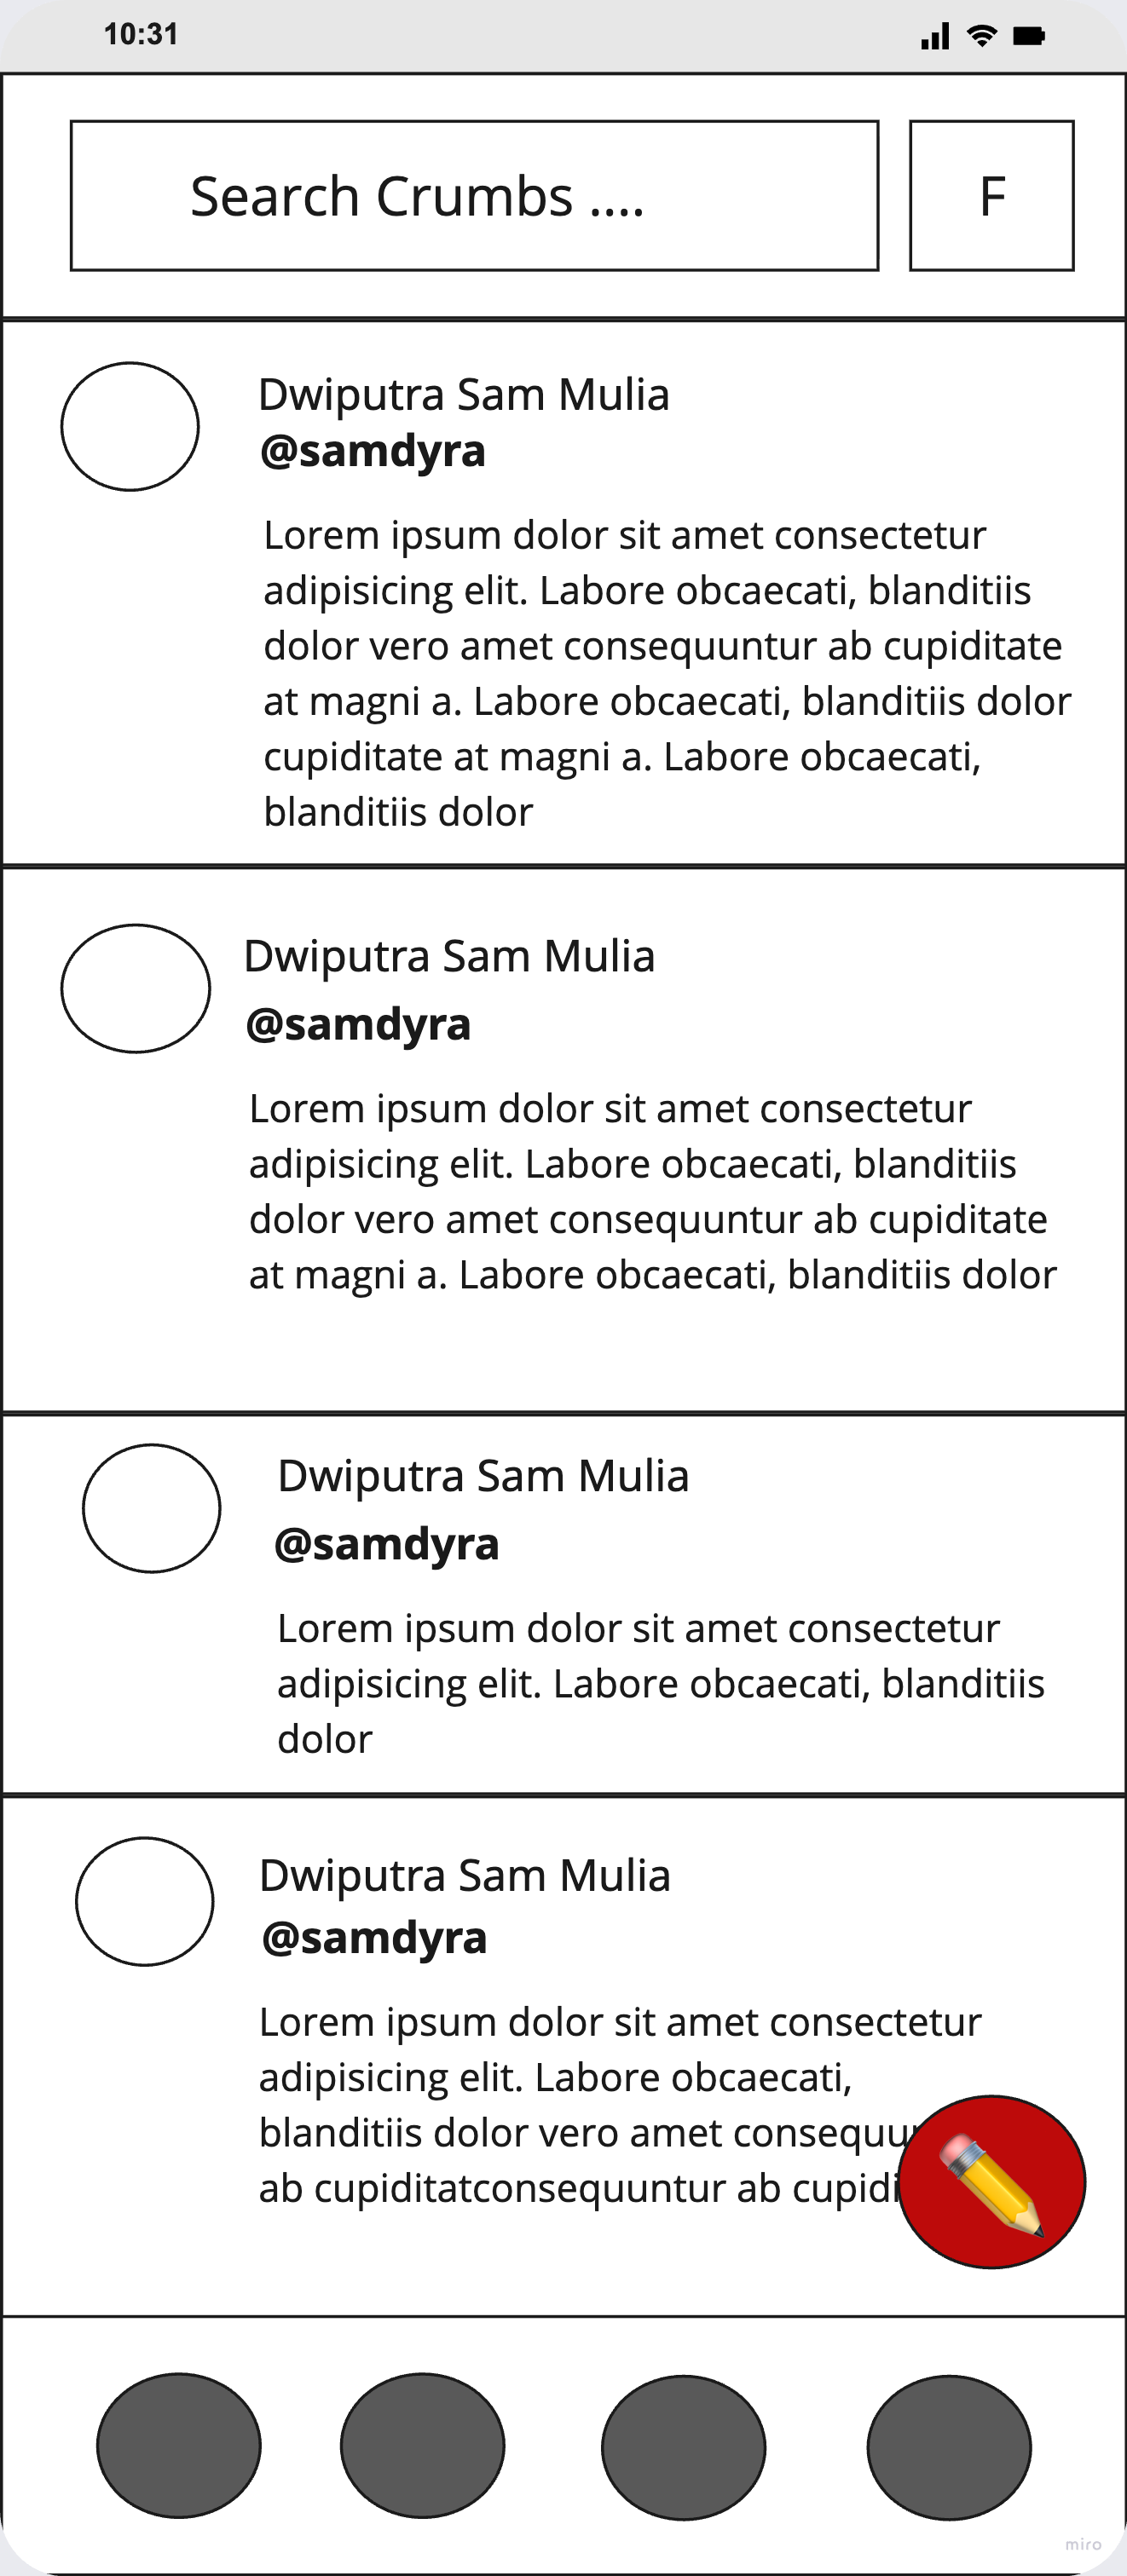 10:31
Search Crumbs ....
F
Dwiputra Sam Mulia
@samdyra
Lorem ipsum dolor sit amet consectetur
adipisicing elit. Labore obcaecati, blanditiis
dolor vero amet consequuntur ab cupiditate
at magni a. Labore obcaecati, blanditiis dolor
cupiditate at magni a. Labore obcaecati,
blanditiis dolor
Dwiputra Sam Mulia
@samdyra
Lorem ipsum dolor sit amet consectetur
adipisicing elit. Labore obcaecati, blanditiis
dolor vero amet consequuntur ab cupiditate
at magni a. Labore obcaecati, blanditiis dolor
Dwiputra Sam Mulia
@samdyra
Lorem ipsum dolor sit amet consectetur
adipisicing elit. Labore obcaecati, blanditiis
dolor
Dwiputra Sam Mulia
@samdyra
Lorem ipsum dolor sit amet consectetur
adipisicing elit. Labore obcaecati,
blanditiis dolor vero amet
ab cupiditatconsequuntur ab
miro